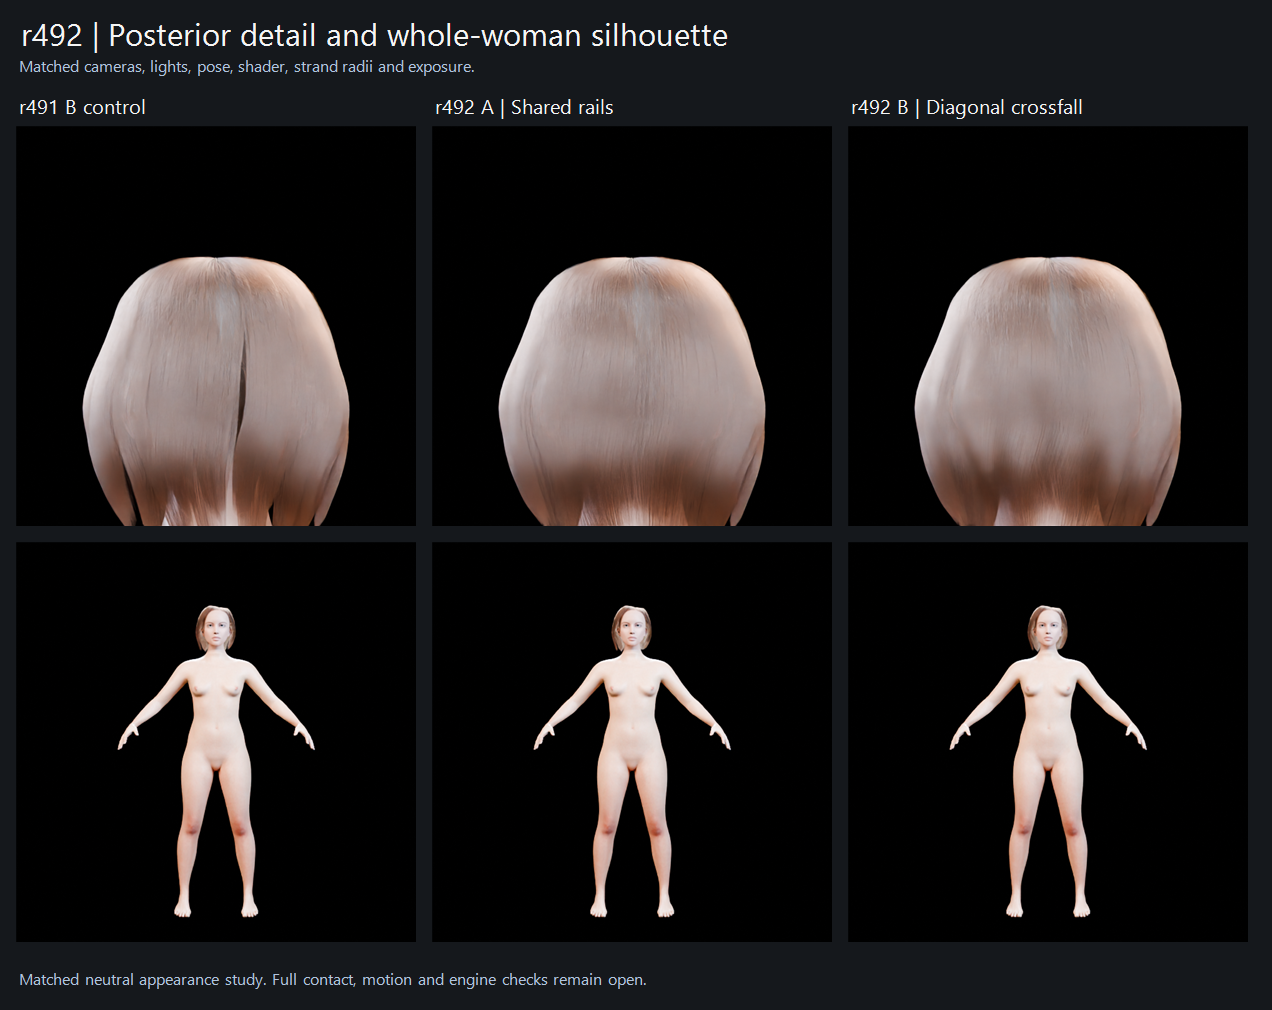 r492 | Posterior detail and whole-woman silhouette
Matched cameras, lights, pose, shader, strand radii and exposure.
r491 B control
r492 A | Shared rails
r492 B | Diagonal crossfall
Matched neutral appearance study. Full contact, motion and engine checks remain open.